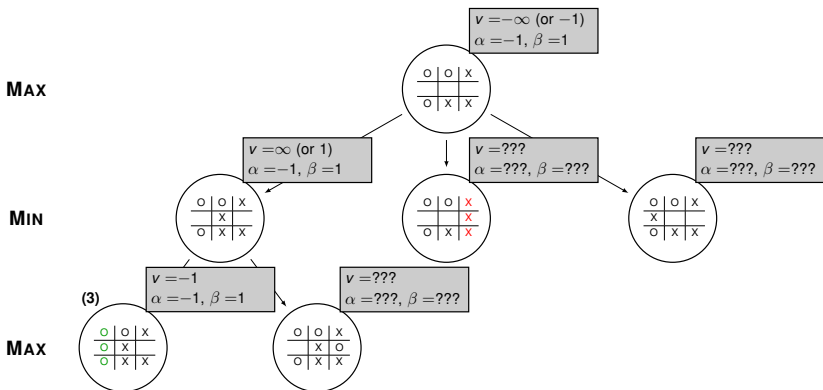 v =−∞ (or −1)
α =−1, β =1
MAX
O O X
O X X
v =∞ (or 1)
α =−1, β =1
v =???
α =???, β =???
v =???
α =???, β =???
MIN
O O X
X
O X X
O O X
X
O X X
O O X
X
O X X
(3)
v =−1
α =−1, β =1
v =???
α =???, β =???
MAX
O O X
O X
O X X
O O X
X O
O X X